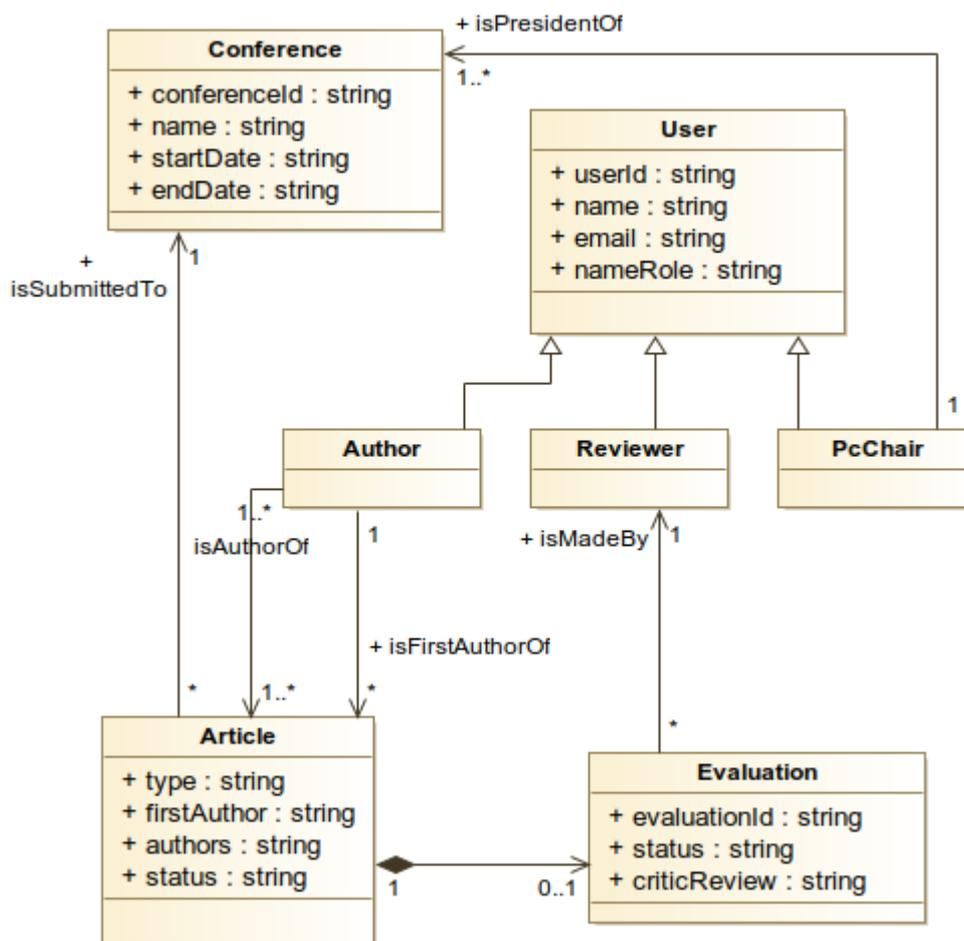 + isPresidentOf
Conference
1..*
+ conferenceId : string
+ name : string
+ startDate : string
+ endDate : string
User
+ userId : string
+ name : string
+ email : string
+ nameRole : string
+
isSubmittedTo
1
1
Author
Reviewer
PcChair
1..*
isAuthorOf
1
+ isMadeBy
1
+ isFirstAuthorOf
*
1..*
*
*
Article
+ type : string
+ firstAuthor : string
+ authors : string
+ status : string
Evaluation
+ evaluationId : string
+ status : string
+ criticReview : string
1
0..1